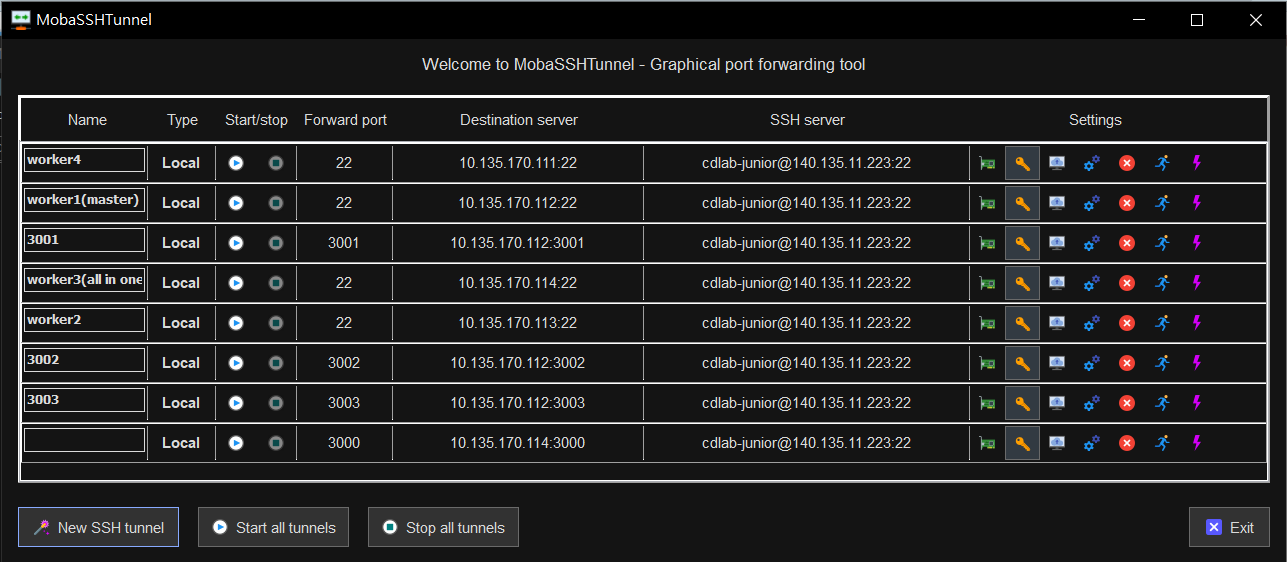 MobaSSHTunnel
Welcome to MobaSSHTunnel - Graphical port forwarding tool
Name Type Start/stop Forward port Destination server SSH server Settings
worker4 Local 22 10.135.170.111:22 cdlab-junior@140.135.11.223:22
worker1(master) Local 22 10.135.170.112:22 cdlab-junior@140.135.11.223:22
3001 Local 3001 10.135.170.112:3001 cdlab-junior@140.135.11.223:22
worker3(all in one Local 22 10.135.170.114:22 cdlab-junior@140.135.11.223:22
worker2 Local 22 10.135.170.113:22 cdlab-junior@140.135.11.223:22
3002 Local 3002 10.135.170.112:3002 cdlab-junior@140.135.11.223:22
3003 Local 3003 10.135.170.112:3003 cdlab-junior@140.135.11.223:22
Local 3000 10.135.170.114:3000 cdlab-junior@140.135.11.223:22
New SSH tunnel Start all tunnels Stop all tunnels Exit